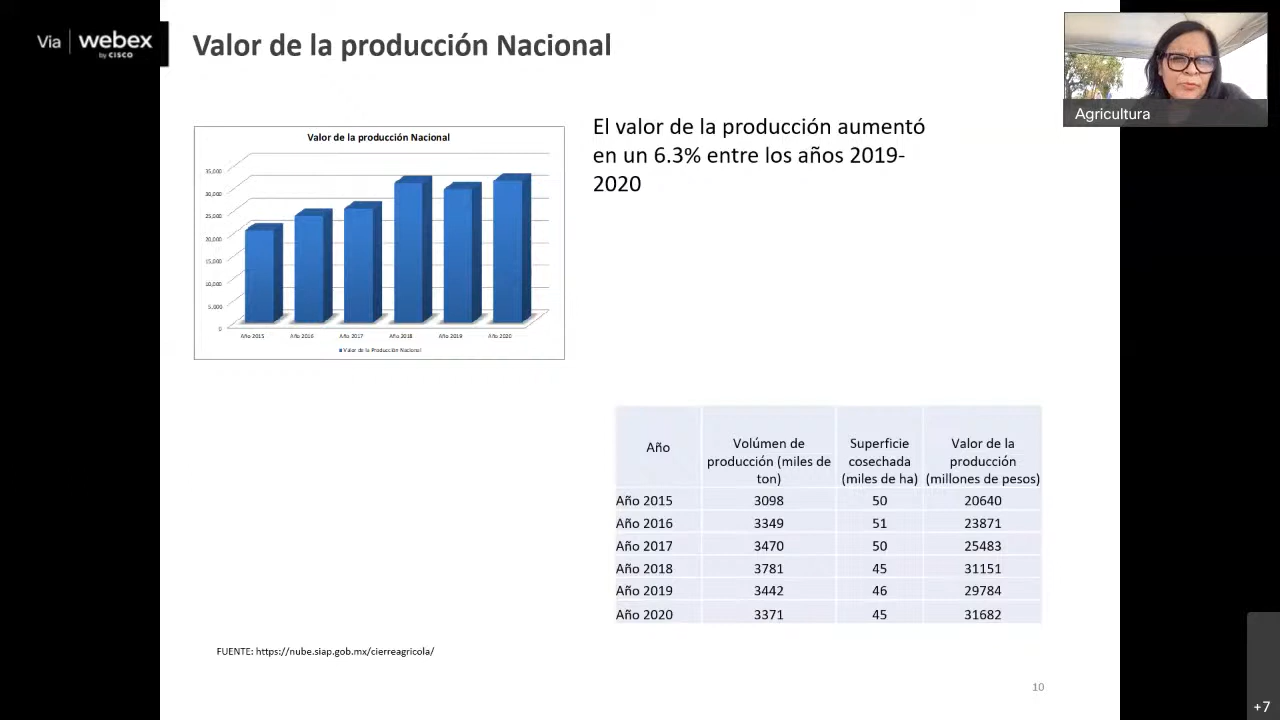 Via webex
by CISCO
Valor de la producción Nacional
Agricultura
Valor de la producción Nacional
35,000
30,000
25,000
20,000
15,000
10,000
5,000
0
Año 2015 Año 2016 Año 2017 Año 2018 Año 2019 Año 2020
Valor de la Producción Nacional
El valor de la producción aumentó
en un 6.3% entre los años 2019-
2020
Año Volúmen de producción (miles de ton) Superficie cosechada (miles de ha) Valor de la producción (millones de pesos)
Año 2015 3098 50 20640
Año 2016 3349 51 23871
Año 2017 3470 50 25483
Año 2018 3781 45 31151
Año 2019 3442 46 29784
Año 2020 3371 45 31682
FUENTE: https://nube.siap.gob.mx/cierreagricola/
10
+7